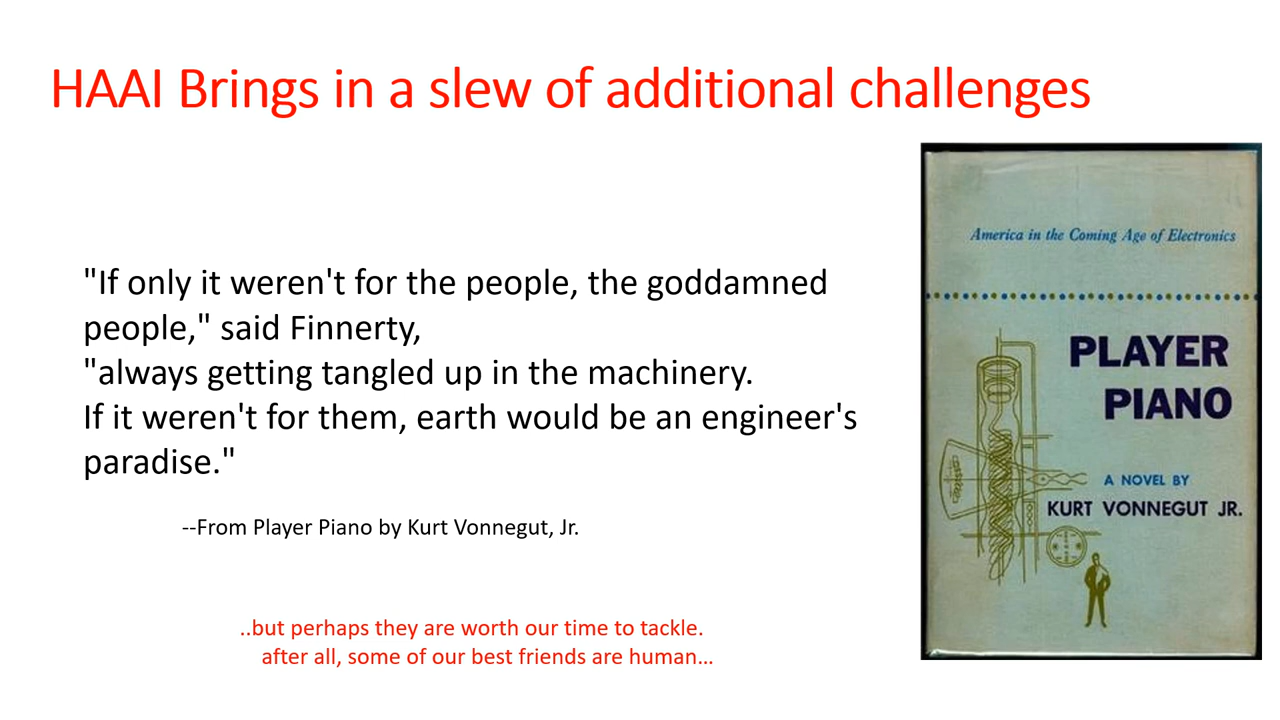 HAAI Brings in a slew of additional challenges
"If only it weren't for the people, the goddamned
people," said Finnerty,
"always getting tangled up in the machinery.
If it weren't for them, earth would be an engineer's
paradise."
--From Player Piano by Kurt Vonnegut, Jr.
..but perhaps they are worth our time to tackle.
after all, some of our best friends are human…
America in the Coming Age of Electronics
PLAYER
PIANO
A NOVEL BY
KURT VONNEGUT JR.